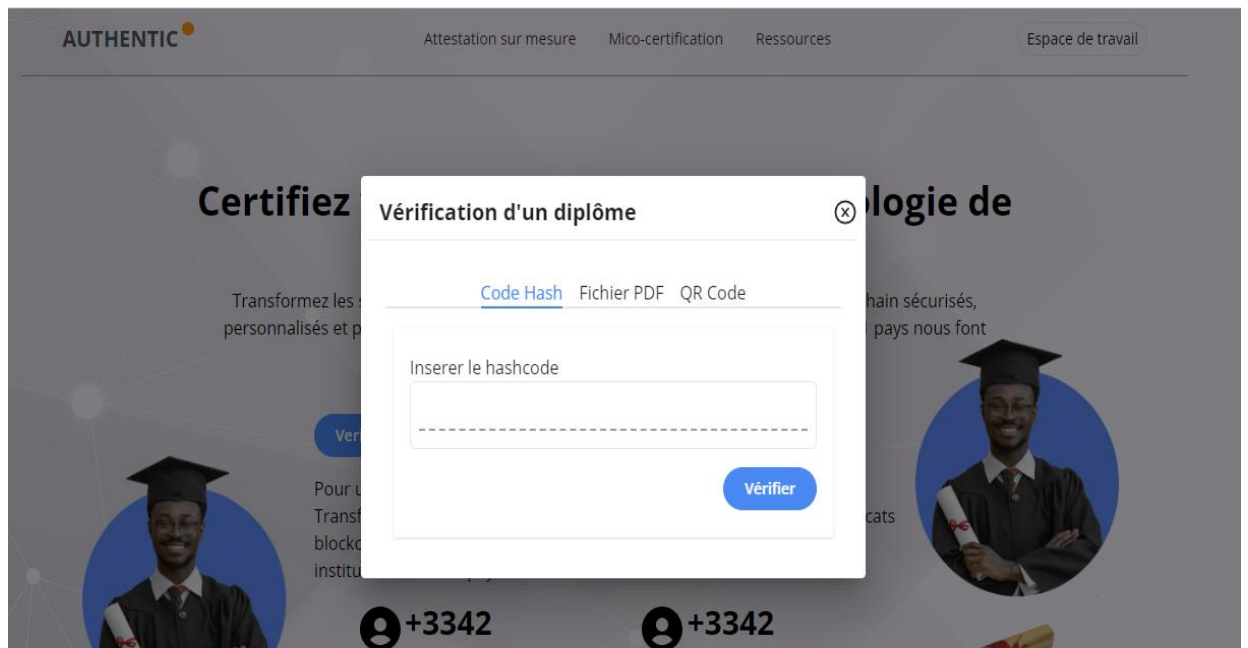 AUTHENTIC
Attestation sur mesure Mico-certification Ressources
Espace de travail
Certifiez
logie de
Vérification d'un diplôme
Transformez les
hain sécurisés,
personnalisés et p
pays nous font
Code Hash Fichier PDF QR Code
Inserer le hashcode
Veri
Vérifier
Pour u
Transf
cats
blockc
institu
+3342
+3342